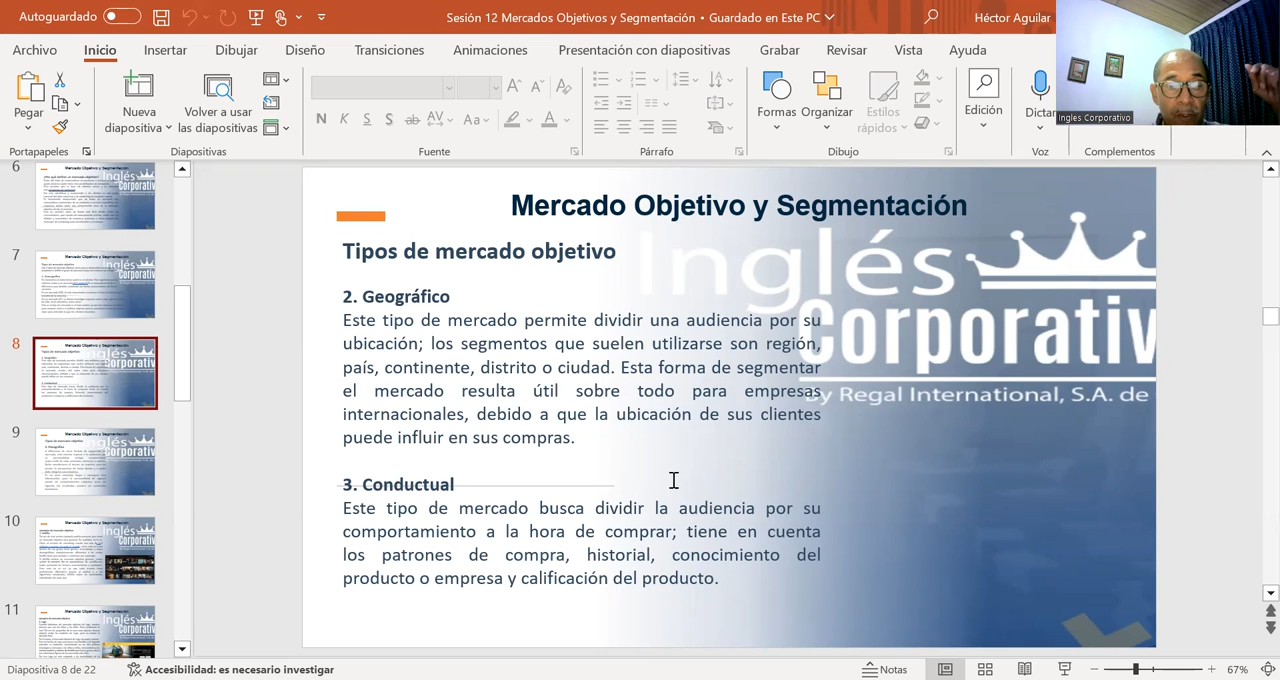 Autoguardado
Sesión 12 Mercados Objetivos y Segmentación • Guardado en Este PC
Héctor Aguilar
Archivo Inicio Insertar Dibujar Diseño Transiciones Animaciones Presentación con diapositivas Grabar Revisar Vista Ayuda
Pegar
Nueva diapositiva
Volver a usar las diapositivas
N K S S ab AV Aa A
Formas
Organizar
Estilos rápidos
Edición
Dictar
Ingles Corporativo
Portapapeles Diapositivas Fuente Párrafo Dibujo Voz Complementos
6
7
8
9
10
11
Mercado Objetivo y Segmentación
Tipos de mercado objetivo
2. Geográfico
Este tipo de mercado permite dividir una audiencia por su
ubicación; los segmentos que suelen utilizarse son región,
país, continente, distrito o ciudad. Esta forma de segmentar
el mercado resulta útil sobre todo para empresas
internacionales, debido a que la ubicación de sus clientes
puede influir en sus compras.
3. Conductual
Este tipo de mercado busca dividir la audiencia por su
comportamiento a la hora de comprar; tiene en cuenta
los patrones de compra, historial, conocimiento del
producto o empresa y calificación del producto.
Inglés
Corporativ
By Regal International, S.A. de
Diapositiva 8 de 22
Accesibilidad: es necesario investigar
Notas
67%